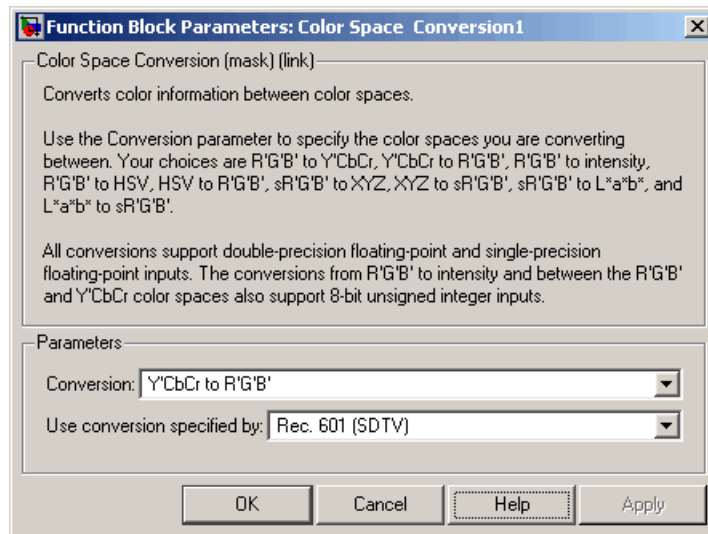 Function Block Parameters: Color Space  Conversion1
Color Space Conversion (mask) (link)
Converts color information between color spaces.
Use the Conversion parameter to specify the color spaces you are converting
between. Your choices are R'G'B' to Y'CbCr, Y'CbCr to R'G'B', R'G'B' to intensity,
R'G'B' to HSV, HSV to R'G'B', sR'G'B' to XYZ, XYZ to sR'G'B', sR'G'B' to L*a*b*, and
L*a*b* to sR'G'B'.
All conversions support double-precision floating-point and single-precision
floating-point inputs. The conversions from R'G'B' to intensity and between the R'G'B'
and Y'CbCr color spaces also support 8-bit unsigned integer inputs.
Parameters
Conversion: Y'CbCr to R'G'B'
Use conversion specified by: Rec. 601 (SDTV)
OK Cancel Help Apply